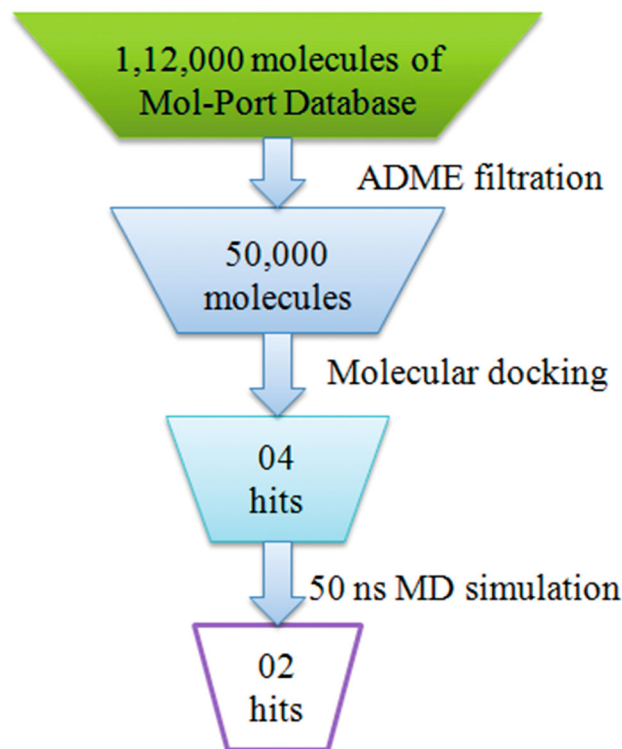 1,12,000 molecules of
Mol-Port Database
ADME filtration
50,000
molecules
Molecular docking
04
hits
50 ns MD simulation
02
hits